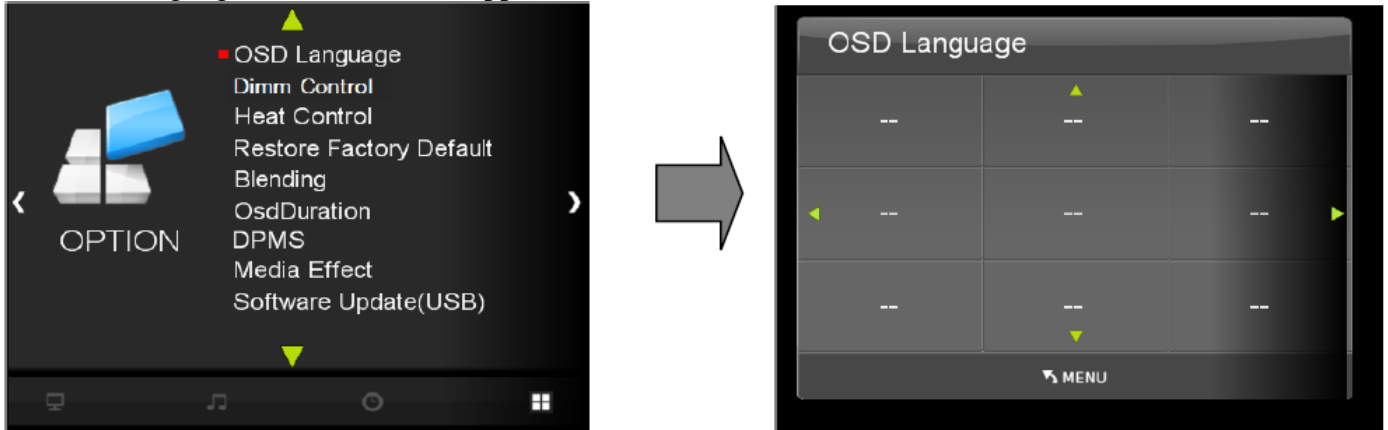 OSD Language
Dimm Control
Heat Control
Restore Factory Default
Blending
OsdDuration
DPMS
Media Effect
Software Update(USB)
OPTION
OSD Language
-- -- --
-- -- --
-- -- --
MENU